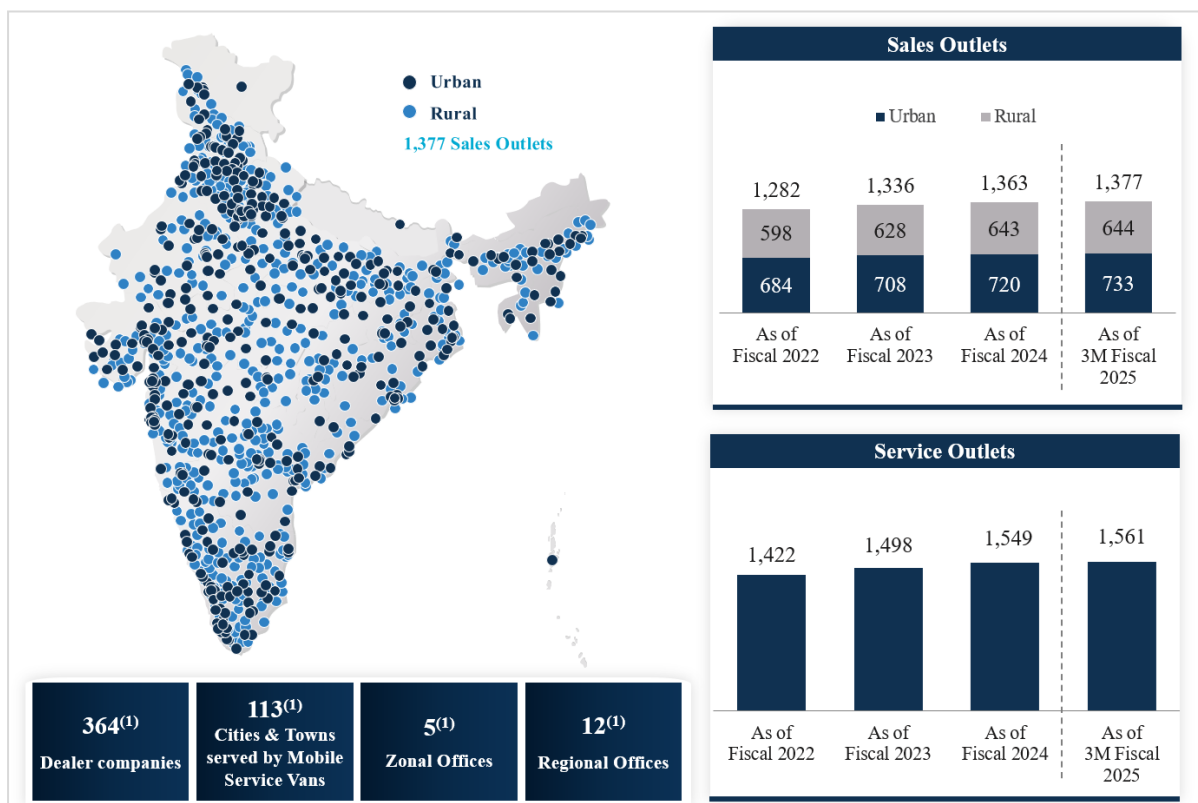 Urban
Rural
1,377 Sales Outlets
364(1)
Dealer companies
113(1)
Cities & Towns
served by Mobile
Service Vans
5(1)
Zonal Offices
12(1)
Regional Offices
Sales Outlets
Urban Rural
1,282 1,336 1,363 1,377
598 628 643 644
684 708 720 733
As of As of As of As of
Fiscal 2022 Fiscal 2023 Fiscal 2024 3M Fiscal
2025
Service Outlets
1,422 1,498 1,549 1,561
As of As of As of As of
Fiscal 2022 Fiscal 2023 Fiscal 2024 3M Fiscal
2025